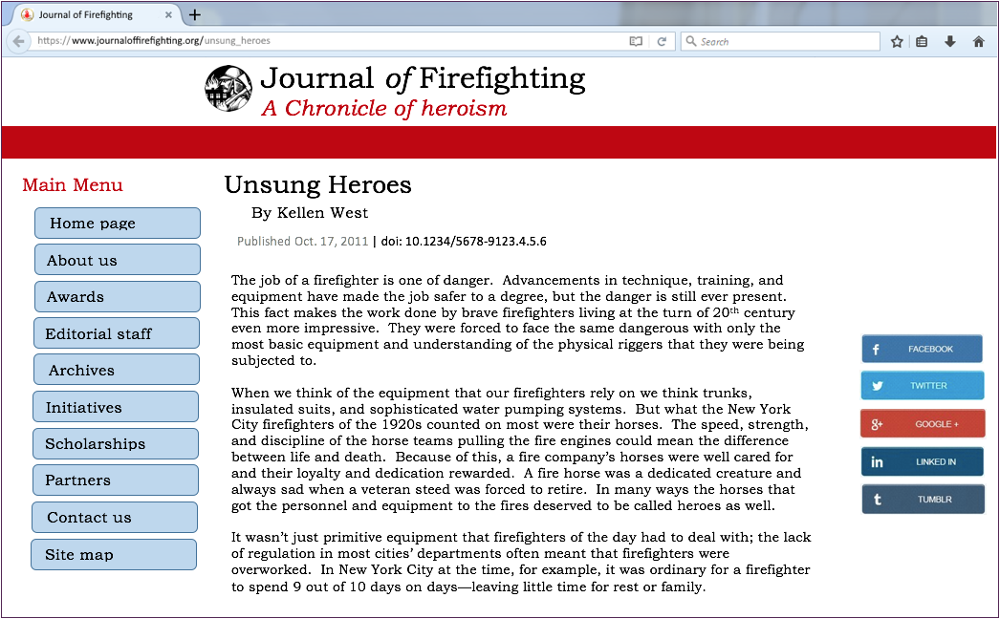 Journal of Firefighting
https://www.journaloffirefighting.org/unsung_heroes
Search
Journal of Firefighting
A Chronicle of heroism
Main Menu
Home page
About us
Awards
Editorial staff
Archives
Initiatives
Scholarships
Partners
Contact us
Site map
Unsung Heroes
By Kellen West
Published Oct. 17, 2011 | doi: 10.1234/5678-9123.4.5.6
The job of a firefighter is one of danger.  Advancements in technique, training, and
equipment have made the job safer to a degree, but the danger is still ever present.
This fact makes the work done by brave firefighters living at the turn of 20th century
even more impressive.  They were forced to face the same dangerous with only the
most basic equipment and understanding of the physical riggers that they were being
subjected to.
When we think of the equipment that our firefighters rely on we think trunks,
insulated suits, and sophisticated water pumping systems.  But what the New York
City firefighters of the 1920s counted on most were their horses.  The speed, strength,
and discipline of the horse teams pulling the fire engines could mean the difference
between life and death.  Because of this, a fire company's horses were well cared for
and their loyalty and dedication rewarded.  A fire horse was a dedicated creature and
always sad when a veteran steed was forced to retire.  In many ways the horses that
got the personnel and equipment to the fires deserved to be called heroes as well.
It wasn't just primitive equipment that firefighters of the day had to deal with; the lack
of regulation in most cities' departments often meant that firefighters were
overworked.  In New York City at the time, for example, it was ordinary for a firefighter
to spend 9 out of 10 days on days—leaving little time for rest or family.
f FACEBOOK
TWITTER
g+ GOOGLE +
in LINKED IN
t TUMBLR